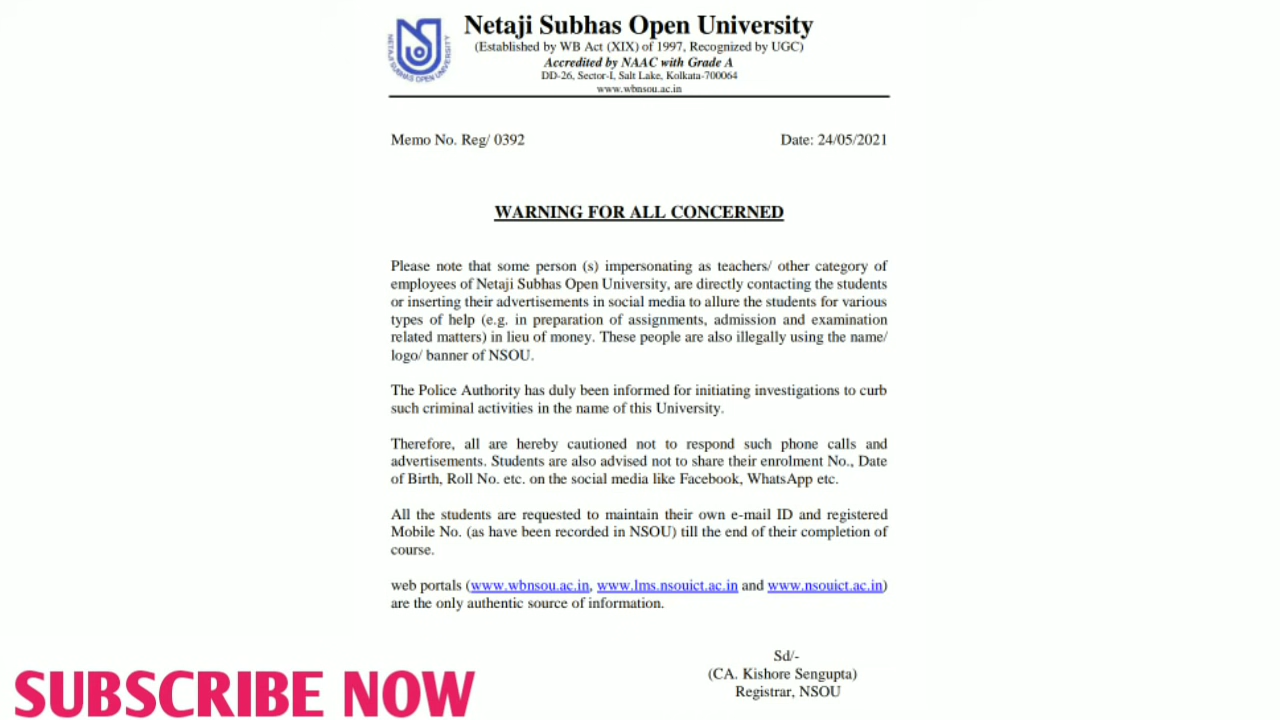 Netaji Subhas Open University
(Established by WB Act (XIX) of 1997, Recognized by UGC)
Accredited by NAAC with Grade A
DD-26, Sector-I, Salt Lake, Kolkata-700064
www.wbnsou.ac.in
NETAJI SUBHAS OPEN UNIVERSITY
Memo No. Reg/ 0392 Date: 24/05/2021
WARNING FOR ALL CONCERNED
Please note that some person (s) impersonating as teachers/ other category of
employees of Netaji Subhas Open University, are directly contacting the students
or inserting their advertisements in social media to allure the students for various
types of help (e.g. in preparation of assignments, admission and examination
related matters) in lieu of money. These people are also illegally using the name/
logo/ banner of NSOU.
The Police Authority has duly been informed for initiating investigations to curb
such criminal activities in the name of this University.
Therefore, all are hereby cautioned not to respond such phone calls and
advertisements. Students are also advised not to share their enrolment No., Date
of Birth, Roll No. etc. on the social media like Facebook, WhatsApp etc.
All the students are requested to maintain their own e-mail ID and registered
Mobile No. (as have been recorded in NSOU) till the end of their completion of
course.
web portals (www.wbnsou.ac.in, www.lms.nsouict.ac.in and www.nsouict.ac.in)
are the only authentic source of information.
Sd/-
(CA. Kishore Sengupta)
Registrar, NSOU
SUBSCRIBE NOW